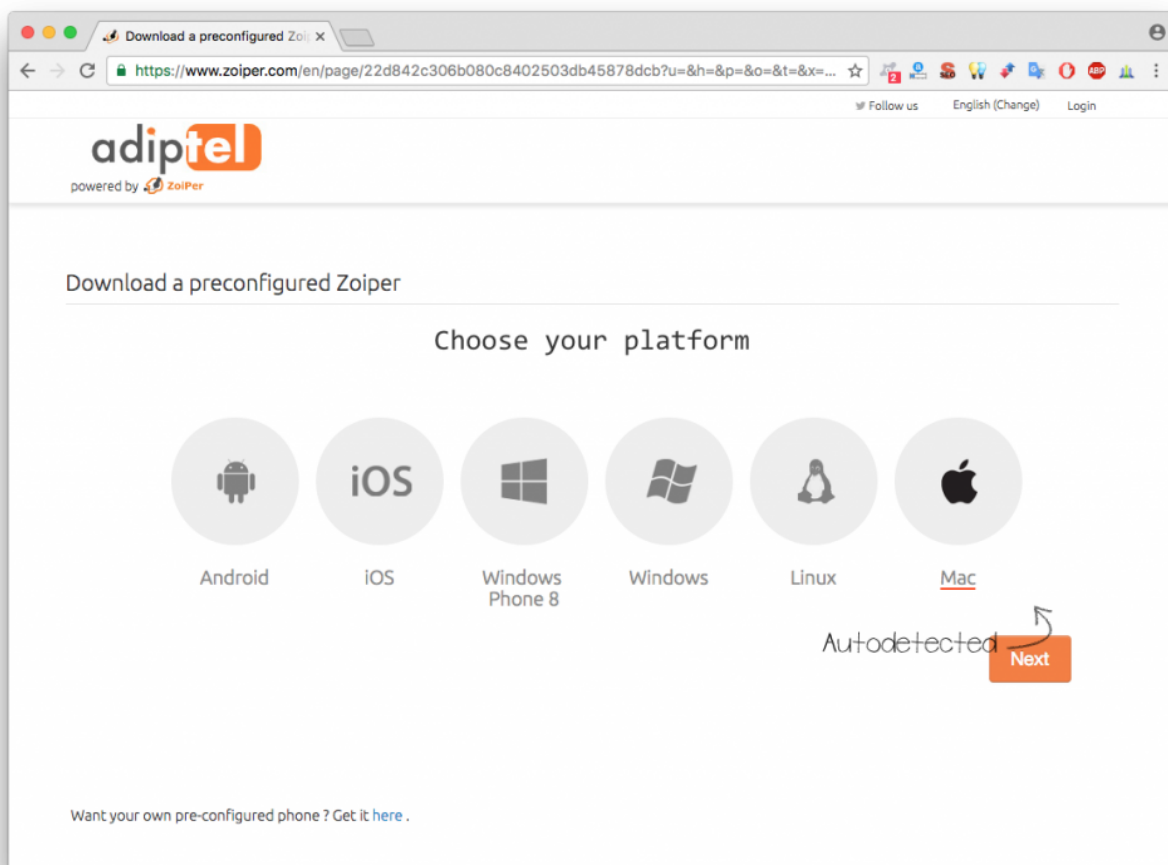 Download a preconfigured Zoi
https://www.zoiper.com/en/page/22d842c306b080c8402503db45878dcb?u=&h=&p=&o=&t=&x=...
2
ABP
Follow us English (Change) Login
adiptel
powered by ZoiPer
Download a preconfigured Zoiper
Choose your platform
iOS
Android iOS Windows Phone 8 Windows Linux Mac
Autodetected
Next
Want your own pre-configured phone ? Get it here .